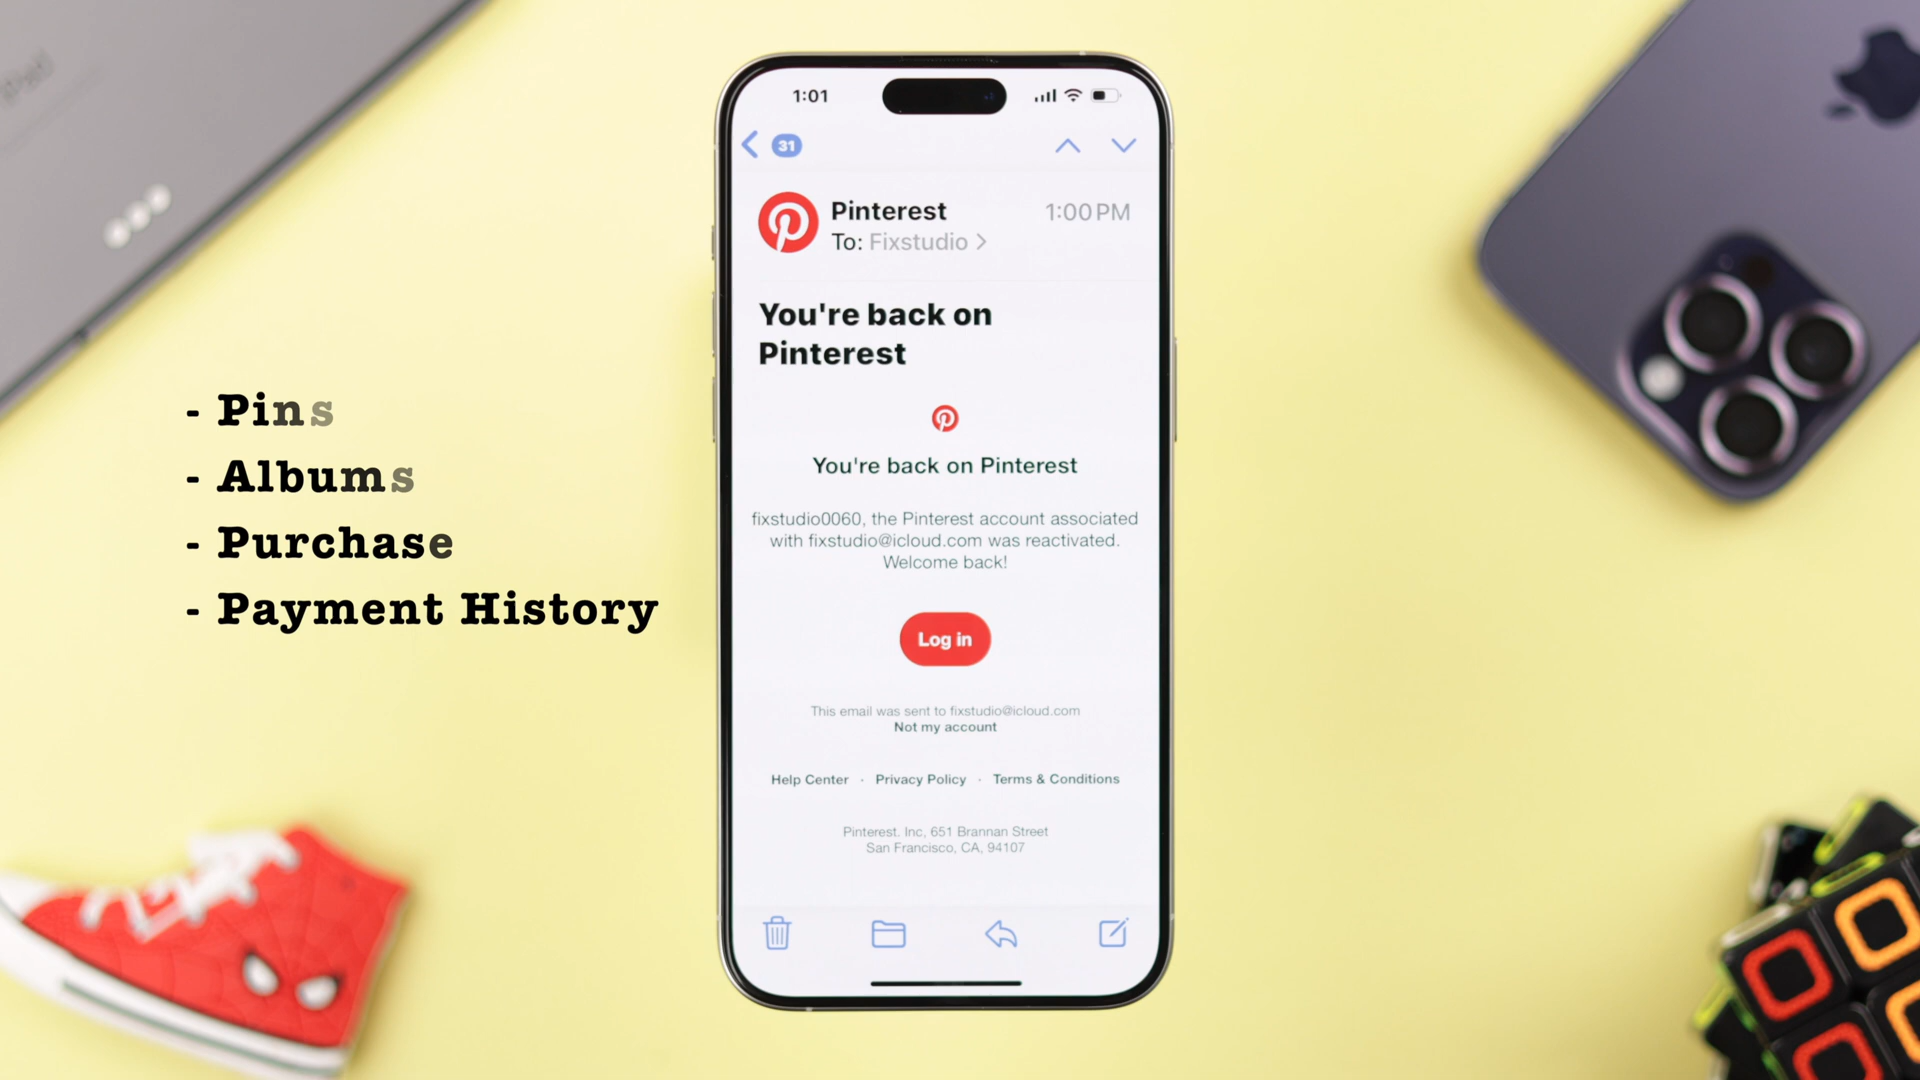 - Pins
- Albums
- Purchase
- Payment History
1:01
31
Pinterest
1:00 PM
To: Fixstudio >
You're back on
Pinterest
You're back on Pinterest
fixstudio0060, the Pinterest account associated
with fixstudio@icloud.com was reactivated.
Welcome back!
Log in
This email was sent to fixstudio@icloud.com
Not my account
Help Center · Privacy Policy · Terms & Conditions
Pinterest. Inc, 651 Brannan Street
San Francisco, CA, 94107
iPad